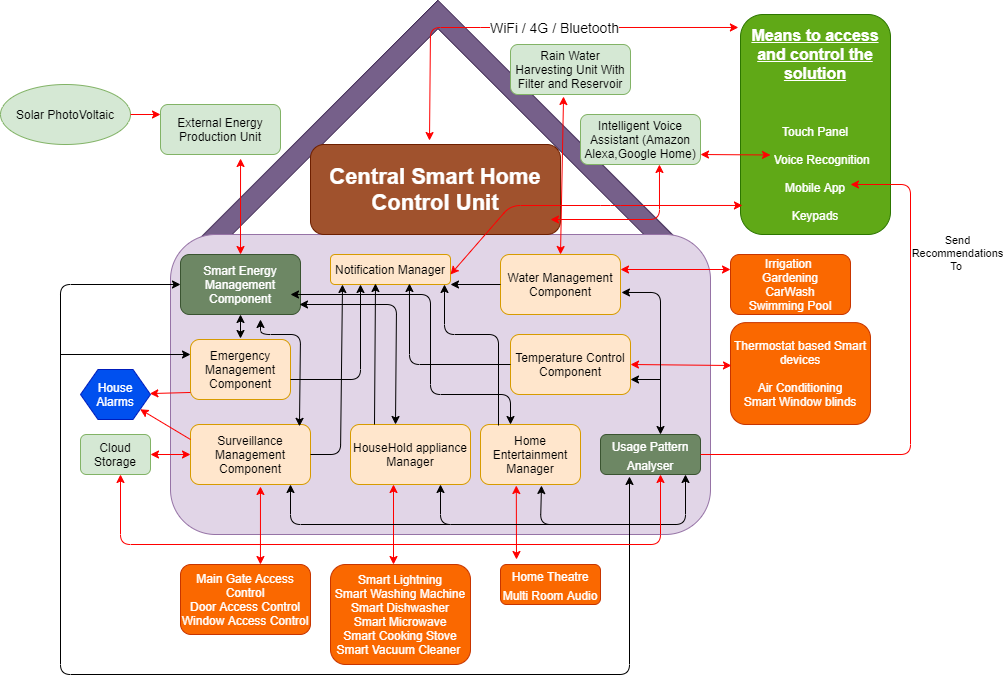 WiFi / 4G / Bluetooth
Means to access
and control the
solution
Touch Panel
Voice Recognition
Mobile App
Keypads
Rain Water
Harvesting Unit With
Filter and Reservoir
Solar PhotoVoltaic
External Energy
Production Unit
Intelligent Voice
Assistant (Amazon
Alexa,Google Home)
Central Smart Home
Control Unit
Send
Recommendations
To
Smart Energy
Management
Component
Notification Manager
Water Management
Component
Irrigation
Gardening
CarWash
Swimming Pool
Emergency
Management
Component
Temperature Control
Component
Thermostat based Smart
devices
Air Conditioning
Smart Window blinds
House
Alarms
Cloud
Storage
Surveillance
Management
Component
HouseHold appliance
Manager
Home
Entertainment
Manager
Usage Pattern
Analyser
Main Gate Access
Control
Door Access Control
Window Access Control
Smart Lightning
Smart Washing Machine
Smart Dishwasher
Smart Microwave
Smart Cooking Stove
Smart Vacuum Cleaner
Home Theatre
Multi Room Audio